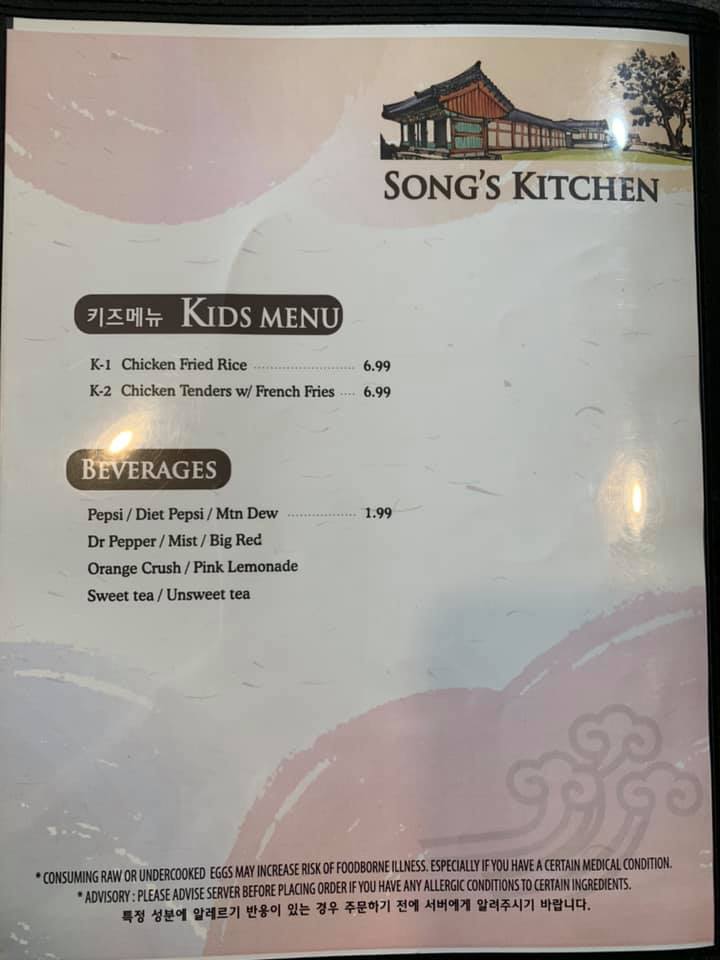 SONG'S KITCHEN
키즈메뉴 KIDS MENU
K-1 Chicken Fried Rice ........................ 6.99
K-2 Chicken Tenders w/ French Fries .... 6.99
BEVERAGES
Pepsi / Diet Pepsi / Mtn Dew ................. 1.99
Dr Pepper / Mist / Big Red
Orange Crush / Pink Lemonade
Sweet tea / Unsweet tea
* CONSUMING RAW OR UNDERCOOKED EGGS MAY INCREASE RISK OF FOODBORNE ILLNESS. ESPECIALLY IF YOU HAVE A CERTAIN MEDICAL CONDITION.
* ADVISORY : PLEASE ADVISE SERVER BEFORE PLACING ORDER IF YOU HAVE ANY ALLERGIC CONDITIONS TO CERTAIN INGREDIENTS.
특정 성분에 알레르기 반응이 있는 경우 주문하기 전에 서버에게 알려주시기 바랍니다.